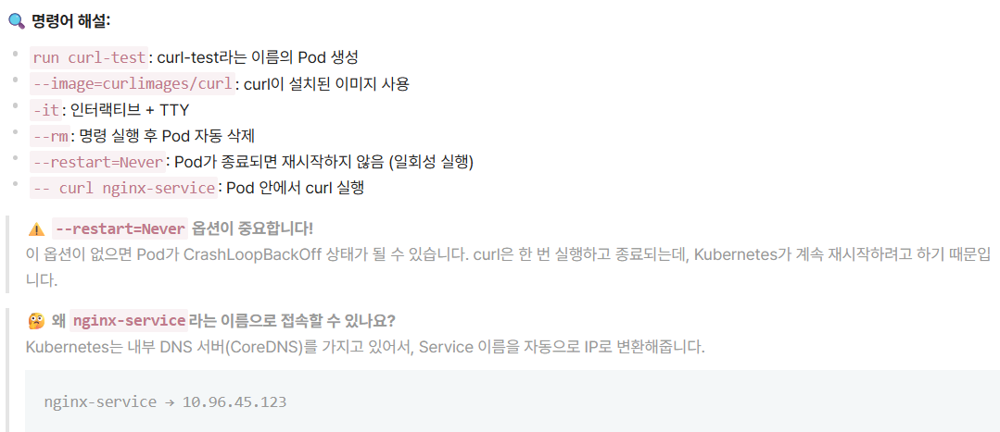 🔍 명령어 해설:
run curl-test: curl-test라는 이름의 Pod 생성
--image=curlimages/curl: curl이 설치된 이미지 사용
-it: 인터랙티브 + TTY
--rm: 명령 실행 후 Pod 자동 삭제
--restart=Never: Pod가 종료되면 재시작하지 않음 (일회성 실행)
-- curl nginx-service: Pod 안에서 curl 실행
⚠️ --restart=Never 옵션이 중요합니다!
이 옵션이 없으면 Pod가 CrashLoopBackOff 상태가 될 수 있습니다. curl은 한 번 실행하고 종료되는데, Kubernetes가 계속 재시작하려고 하기 때문입
니다.
🤔 왜 nginx-service라는 이름으로 접속할 수 있나요?
Kubernetes는 내부 DNS 서버(CoreDNS)를 가지고 있어서, Service 이름을 자동으로 IP로 변환해줍니다.
nginx-service → 10.96.45.123